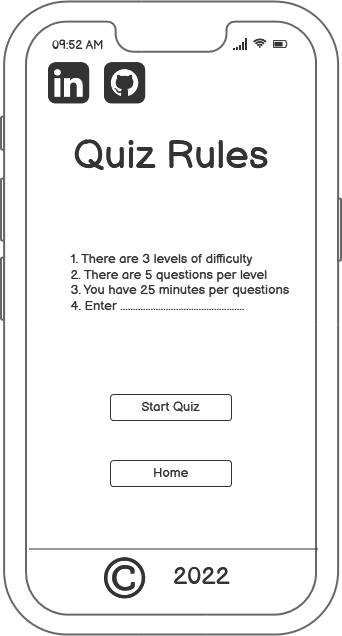 09:52 AM
in
Quiz Rules
1. There are 3 levels of difficulty
2. There are 5 questions per level
3. You have 25 minutes per questions
4. Enter ................................................
Start Quiz
Home
© 2022